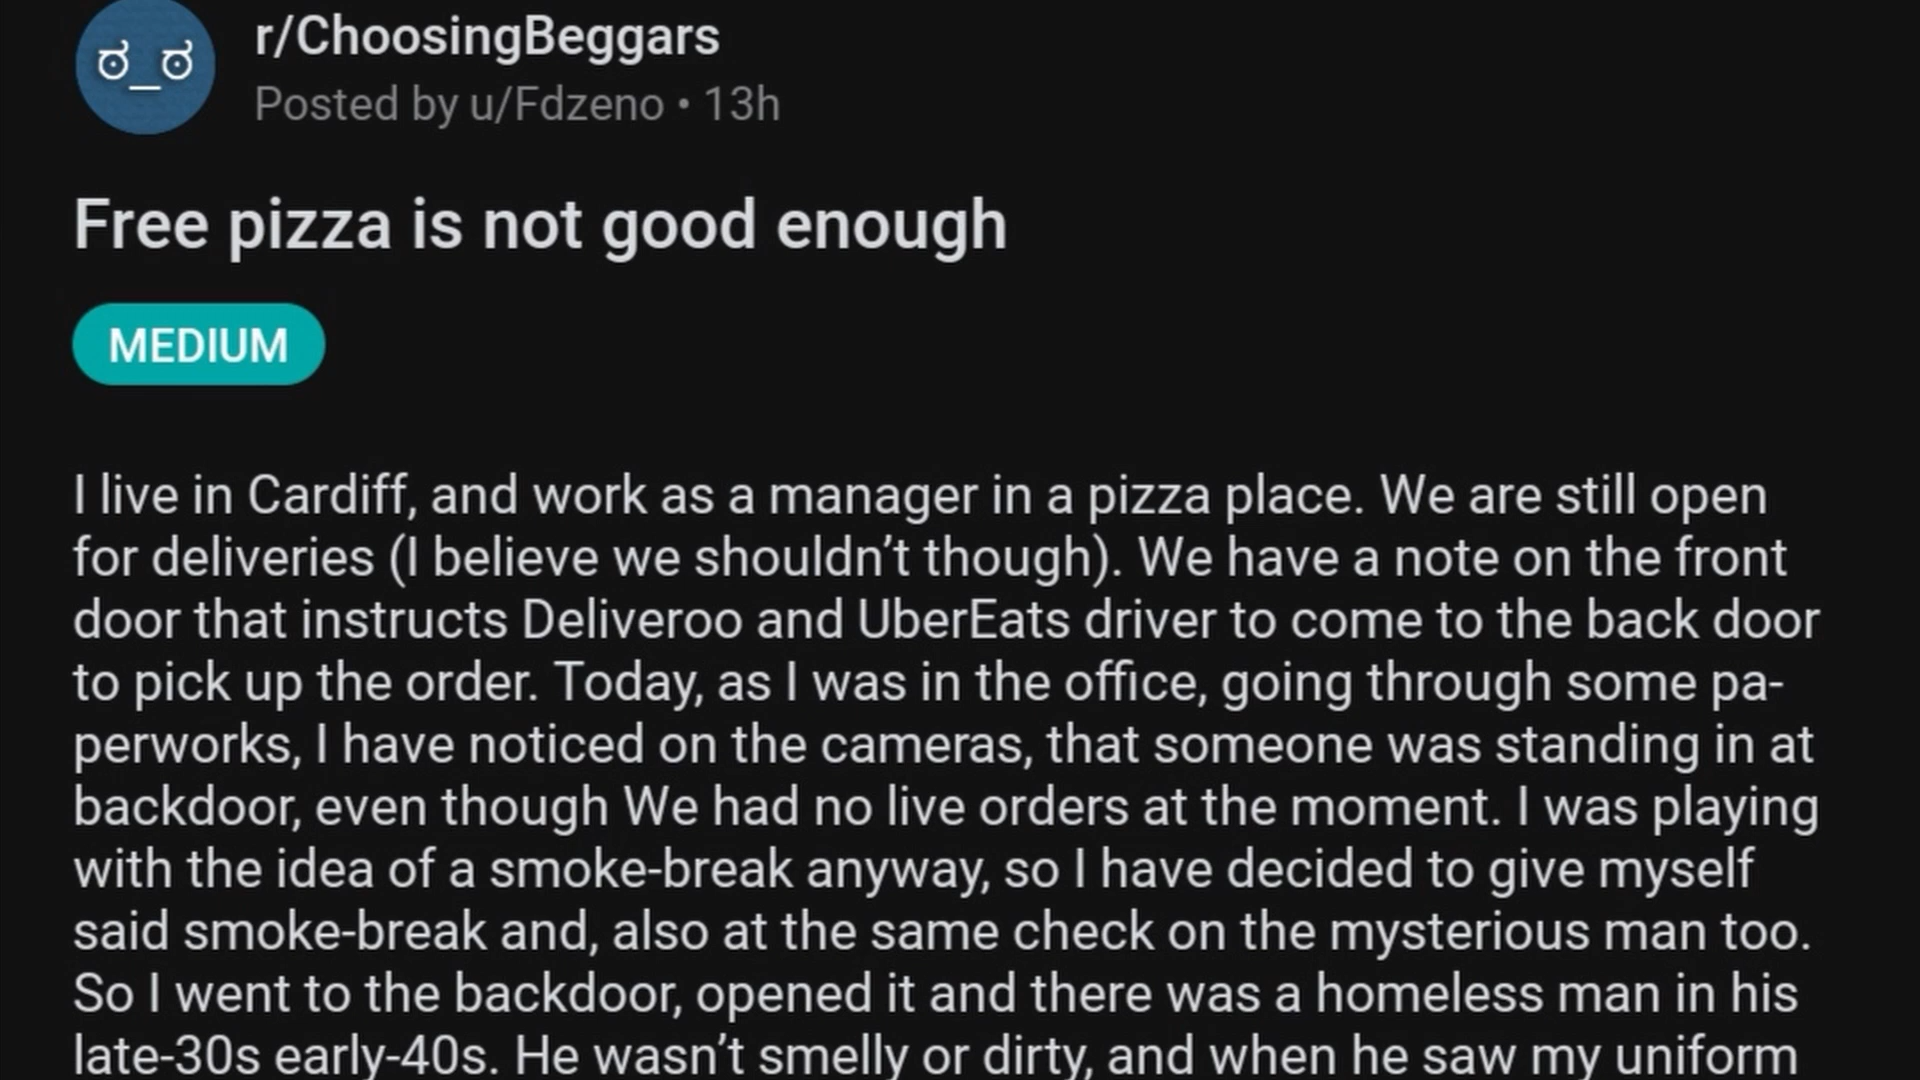 r/ChoosingBeggars
Posted by u/Fdzeno • 13h
Free pizza is not good enough
MEDIUM
I live in Cardiff, and work as a manager in a pizza place. We are still open
for deliveries (I believe we shouldn’t though). We have a note on the front
door that instructs Deliveroo and UberEats driver to come to the back door
to pick up the order. Today, as I was in the office, going through some pa-
perworks, I have noticed on the cameras, that someone was standing in at
backdoor, even though We had no live orders at the moment. I was playing
with the idea of a smoke-break anyway, so I have decided to give myself
said smoke-break and, also at the same check on the mysterious man too.
So I went to the backdoor, opened it and there was a homeless man in his
late-30s early-40s. He wasn’t smelly or dirty, and when he saw my uniform